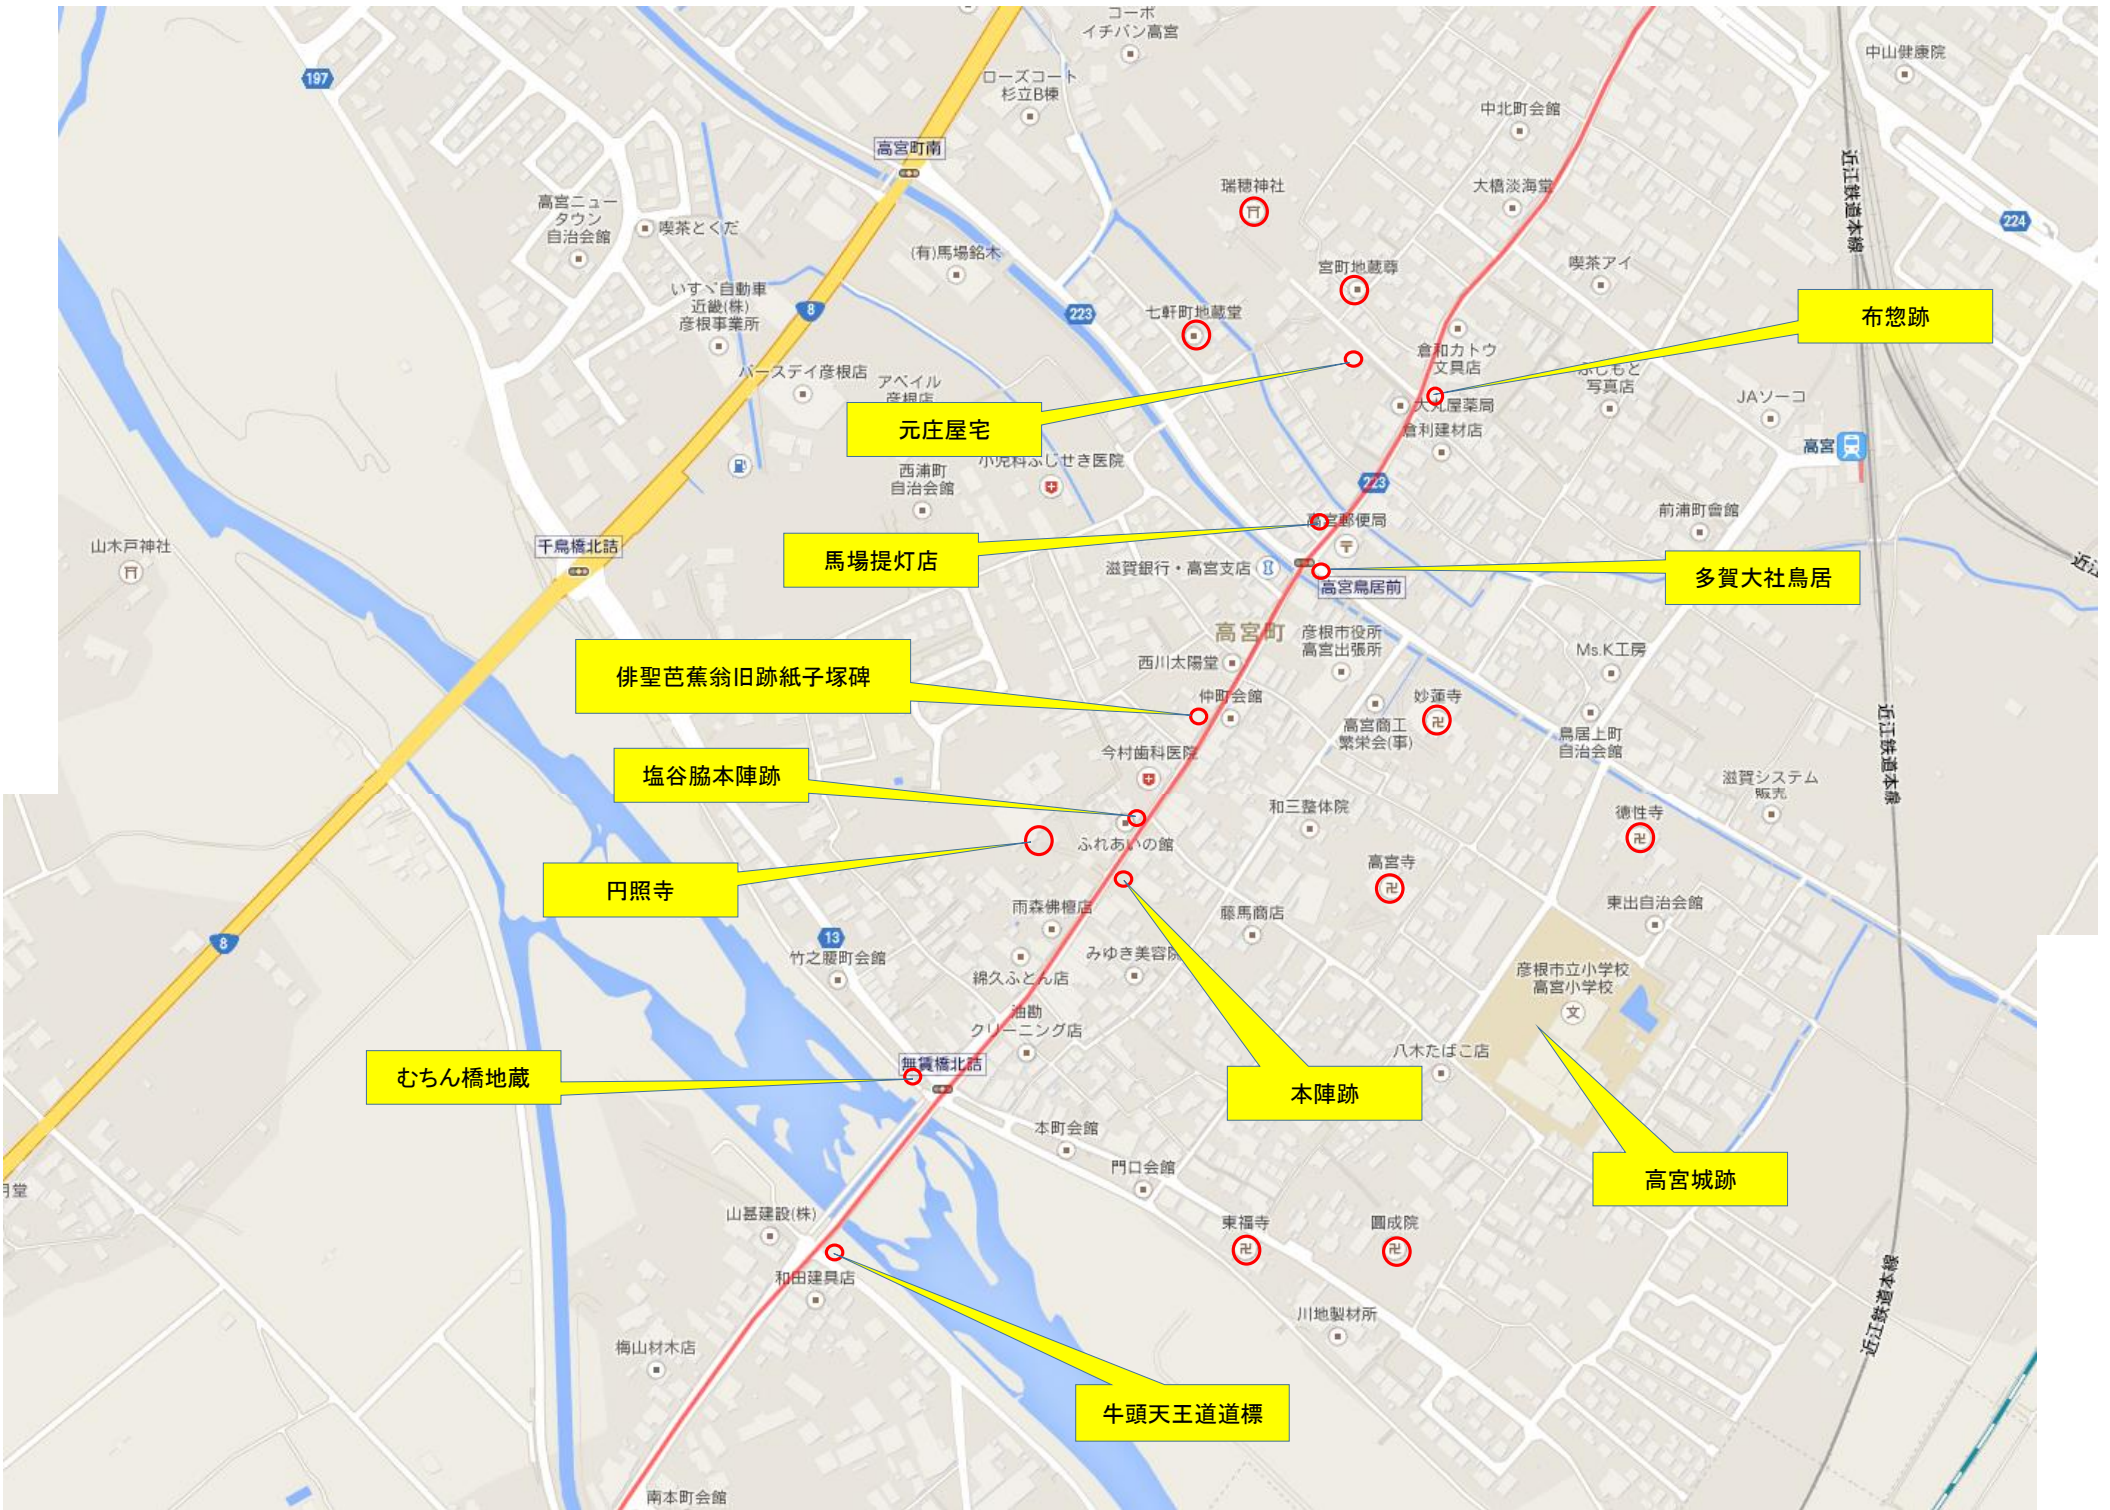 コーポ
イチバン高宮
197
ローズコート
杉立B棟
中山健康院
中北町会館
高宮町南
近江鉄道本線
瑞穂神社
大橋淡海堂
高宮ニュー
タウン
自治会館
喫茶とくだ
224
(有)馬場銘木
宮町地蔵尊
喫茶アイ
いすゞ自動車
近畿(株)
彦根事業所
8
223
七軒町地蔵堂
布惣跡
倉和カトウ
文具店
バースデイ彦根店
アベイル
彦根店
ふじもと
写真店
JAソーコ
元庄屋宅
大丸屋薬局
倉利建材店
高宮
西浦町
自治会館
小児科ふじせき医院
223
前浦町會館
高宮郵便局
山木戸神社
千鳥橋北詰
馬場提灯店
滋賀銀行・高宮支店
高宮鳥居前
多賀大社鳥居
近江
高宮町
彦根市役所
高宮出張所
俳聖芭蕉翁旧跡紙子塚碑
西川太陽堂
Ms.K工房
仲町会館
妙蓮寺
高宮商工
繁栄会(事)
鳥居上町
自治会館
近江鉄道本線
今村歯科医院
塩谷脇本陣跡
滋賀システム
販売
和三整体院
徳性寺
ふれあいの館
円照寺
高宮寺
雨森佛檀店
藤馬商店
東出自治会館
8
13
竹之腰町会館
みゆき美容院
綿久ふとん店
彦根市立小学校
高宮小学校
文
油勘
クリーニング店
八木たばこ店
無賃橋北詰
むちん橋地蔵
本陣跡
本町会館
門口会館
高宮城跡
月堂
山甚建設(株)
東福寺
圓成院
和田建具店
川地製材所
近江鉄道本線
梅山材木店
牛頭天王道道標
南本町会館